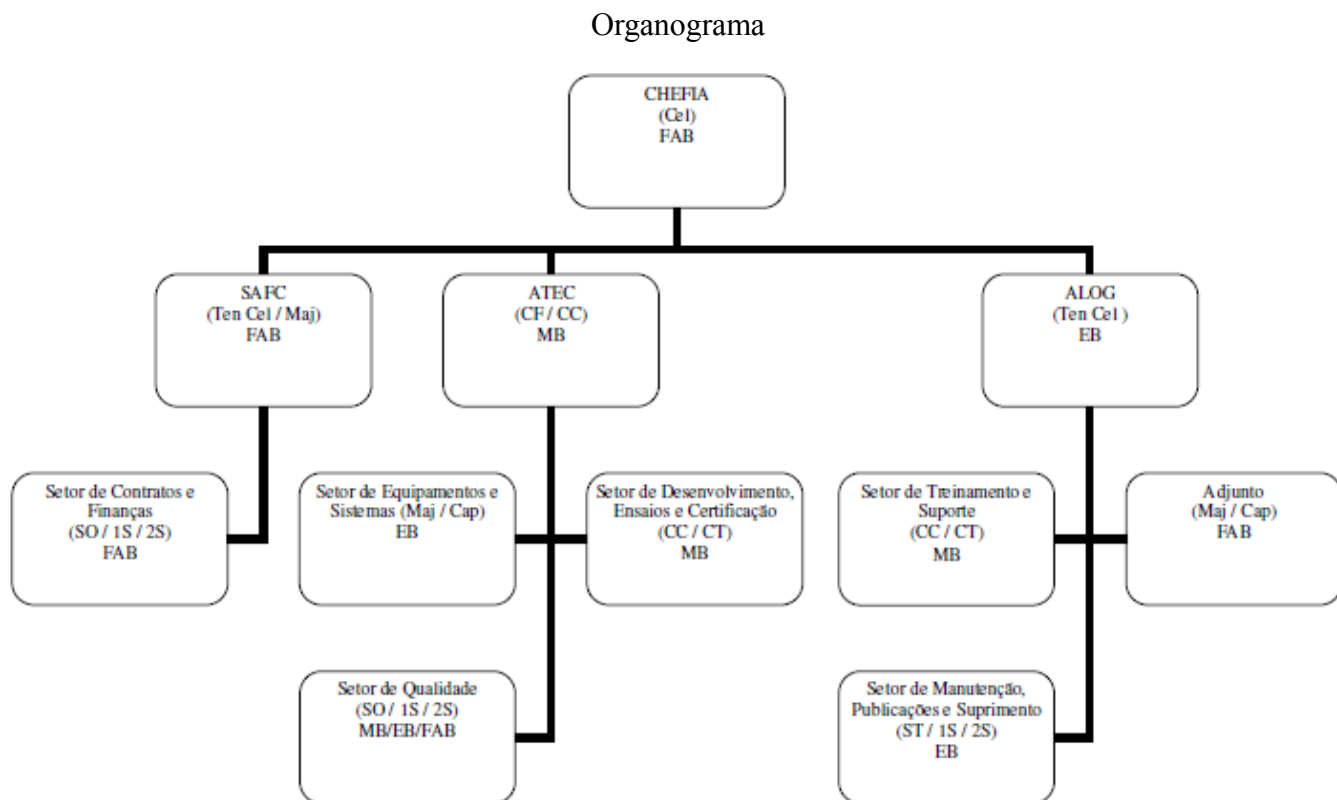 Organograma
CHEFIA
(Cel)
FAB
SAFC
(Ten Cel / Maj)
FAB
ATEC
(CF / CC)
MB
ALOG
(Ten Cel )
EB
Setor de Contratos e
Finanças
(SO / 1S / 2S)
FAB
Setor de Equipamentos e
Sistemas (Maj / Cap)
EB
Setor de Desenvolvimento,
Ensaios e Certificação
(CC / CT)
MB
Setor de Treinamento e
Suporte
(CC / CT)
MB
Adjunto
(Maj / Cap)
FAB
Setor de Qualidade
(SO / 1S / 2S)
MB/EB/FAB
Setor de Manutenção,
Publicações e Suprimento
(ST / 1S / 2S)
EB